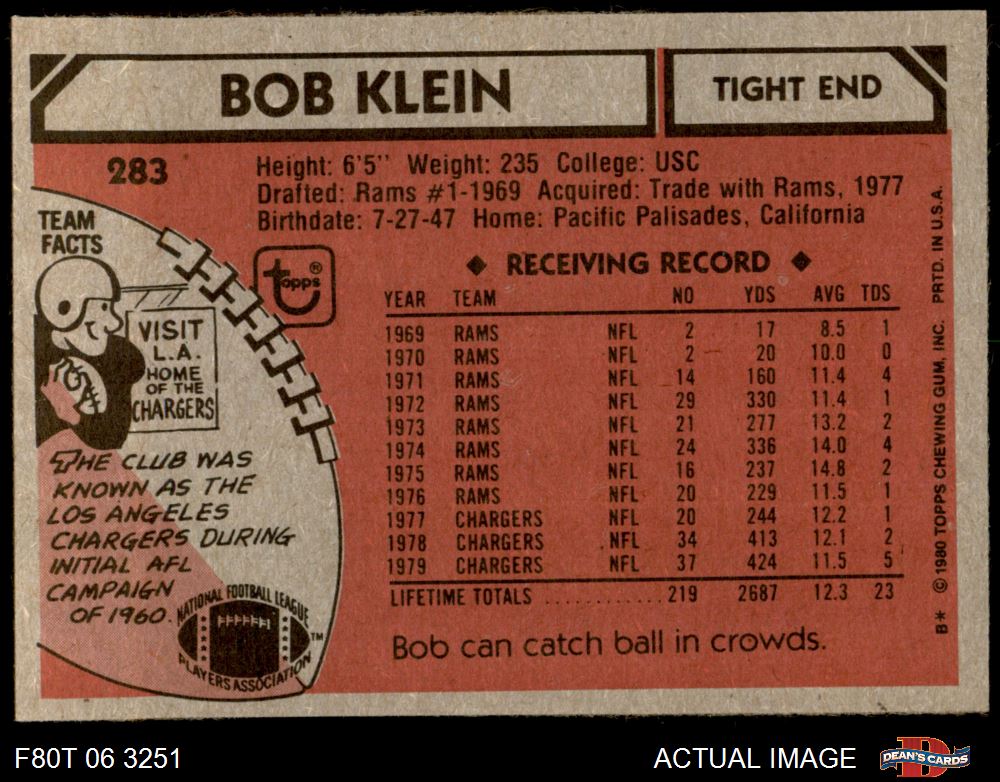 BOB KLEIN
TIGHT END
283
Height: 6'5" Weight: 235 College: USC
Drafted: Rams #1-1969 Acquired: Trade with Rams, 1977
Birthdate: 7-27-47 Home: Pacific Palisades, California
TEAM
FACTS
VISIT
L.A.
HOME
OF THE
CHARGERS
THE CLUB WAS
KNOWN AS THE
LOS ANGELES
CHARGERS DURING
INITIAL AFL
CAMPAIGN
OF 1960.
NATIONAL FOOTBALL LEAGUE
PLAYERS ASSOCIATION
TM
topps®
◆ RECEIVING RECORD ◆
YEAR TEAM NO YDS AVG TDS
1969 RAMS NFL 2 17 8.5 1
1970 RAMS NFL 2 20 10.0 0
1971 RAMS NFL 14 160 11.4 4
1972 RAMS NFL 29 330 11.4 1
1973 RAMS NFL 21 277 13.2 2
1974 RAMS NFL 24 336 14.0 4
1975 RAMS NFL 16 237 14.8 2
1976 RAMS NFL 20 229 11.5 1
1977 CHARGERS NFL 20 244 12.2 1
1978 CHARGERS NFL 34 413 12.1 2
1979 CHARGERS NFL 37 424 11.5 5
LIFETIME TOTALS ............ 219 2687 12.3 23
Bob can catch ball in crowds.
B* © 1980 TOPPS CHEWING GUM, INC. PRTD. IN U.S.A.
F80T 06 3251
ACTUAL IMAGE
DEAN'S CARDS